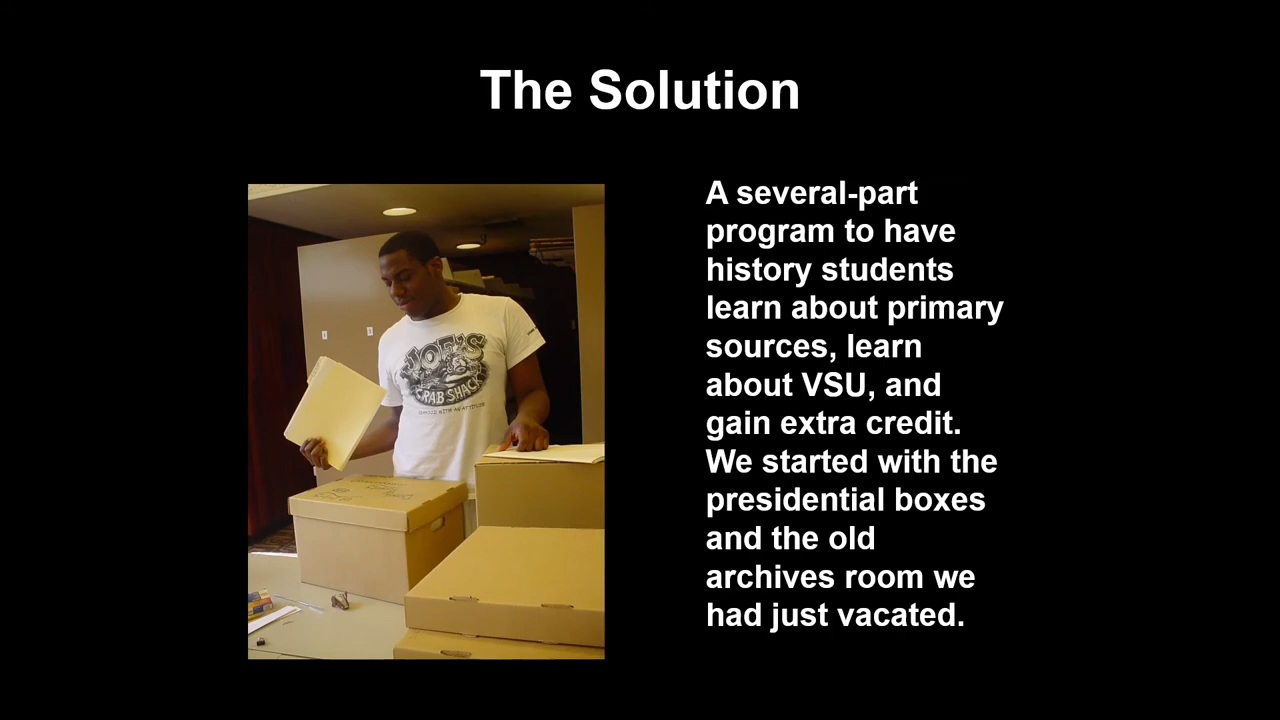 The Solution
A several-part
program to have
history students
learn about primary
sources, learn
about VSU, and
gain extra credit.
We started with the
presidential boxes
and the old
archives room we
had just vacated.
JOE'S
CRAB SHACK